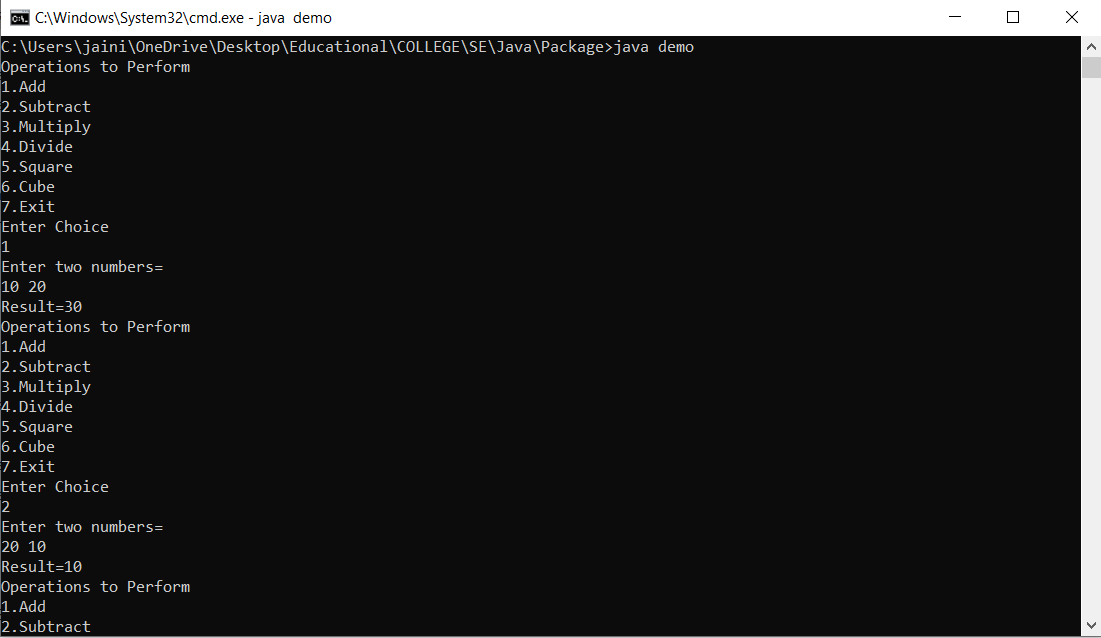 C:\Windows\System32\cmd.exe - java  demo
C:\Users\jaini\OneDrive\Desktop\Educational\COLLEGE\SE\Java\Package>java demo
Operations to Perform
1.Add
2.Subtract
3.Multiply
4.Divide
5.Square
6.Cube
7.Exit
Enter Choice
1
Enter two numbers=
10 20
Result=30
Operations to Perform
1.Add
2.Subtract
3.Multiply
4.Divide
5.Square
6.Cube
7.Exit
Enter Choice
2
Enter two numbers=
20 10
Result=10
Operations to Perform
1.Add
2.Subtract